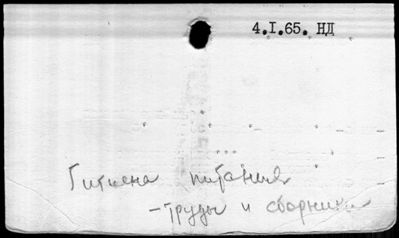 4.I.65. НД
Гигиена питания
- труды и сборники